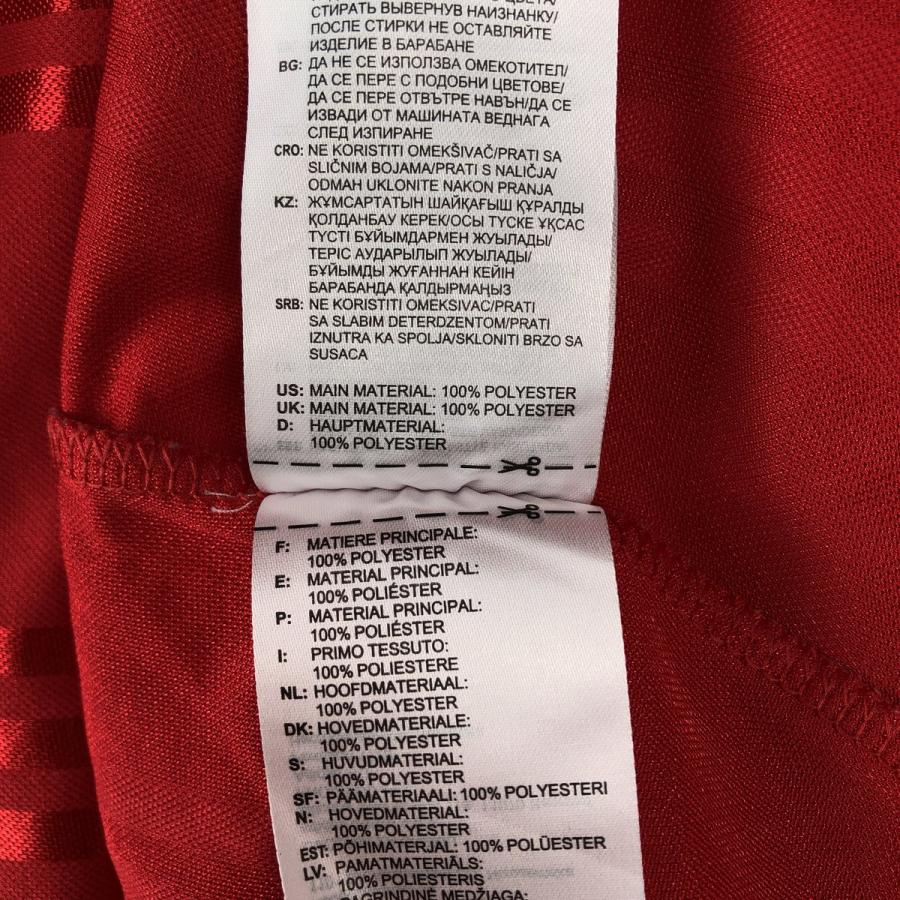 СТИРАТЬ ВЫВЕРНУВ НАИЗНАНКУ/
ПОСЛЕ СТИРКИ НЕ ОСТАВЛЯЙТЕ
ИЗДЕЛИЕ В БАРАБАНЕ
BG: ДА НЕ СЕ ИЗПОЛЗВА ОМЕКОТИТЕЛ/
ДА СЕ ПЕРЕ С ПОДОБНИ ЦВЕТОВЕ/
ДА СЕ ПЕРЕ ОТВЪТРЕ НАВЪН/ДА СЕ
ИЗВАДИ ОТ МАШИНАТА ВЕДНАГА
СЛЕД ИЗПИРАНЕ
CRO: NE KORISTITI OMEKŠIVAČ/PRATI SA
SLIČNIM BOJAMA/PRATI S NALIČJA/
ODMAH UKLONITE NAKON PRANJA
KZ: ЖҰМСАРТАТЫН ШАЙҚАҒЫШ ҚҰРАЛДЫ
ҚОЛДАНБАУ КЕРЕК/ОСЫ ТҮСКЕ ҰҚСАС
ТҮСТІ БҰЙЫМДАРМЕН ЖУЫЛАДЫ/
ТЕРІС АУДАРЫЛЫП ЖУЫЛАДЫ/
БҰЙЫМДЫ ЖУҒАННАН КЕЙІН
БАРАБАНДА ҚАЛДЫРМАҢЫЗ
SRB: NE KORISTITI OMEKSIVAC/PRATI
SA SLABIM DETERDZENTOM/PRATI
IZNUTRA KA SPOLJA/SKLONITI BRZO SA
SUSACA
US: MAIN MATERIAL: 100% POLYESTER
UK: MAIN MATERIAL: 100% POLYESTER
D: HAUPTMATERIAL:
100% POLYESTER
F: MATIERE PRINCIPALE:
100% POLYESTER
E: MATERIAL PRINCIPAL:
100% POLIÉSTER
P: MATERIAL PRINCIPAL:
100% POLIÉSTER
I: PRIMO TESSUTO:
100% POLIESTERE
NL: HOOFDMATERIAAL:
100% POLYESTER
DK: HOVEDMATERIALE:
100% POLYESTER
S: HUVUDMATERIAL:
100% POLYESTER
SF: PÄÄMATERIAALI: 100% POLYESTERI
N: HOVEDMATERIAL:
100% POLYESTER
EST: PÕHIMATERJAL: 100% POLÜESTER
LV: PAMATMATERIĀLS:
100% POLIESTERIS
PAGRINDINĖ MEDŽIAGA: